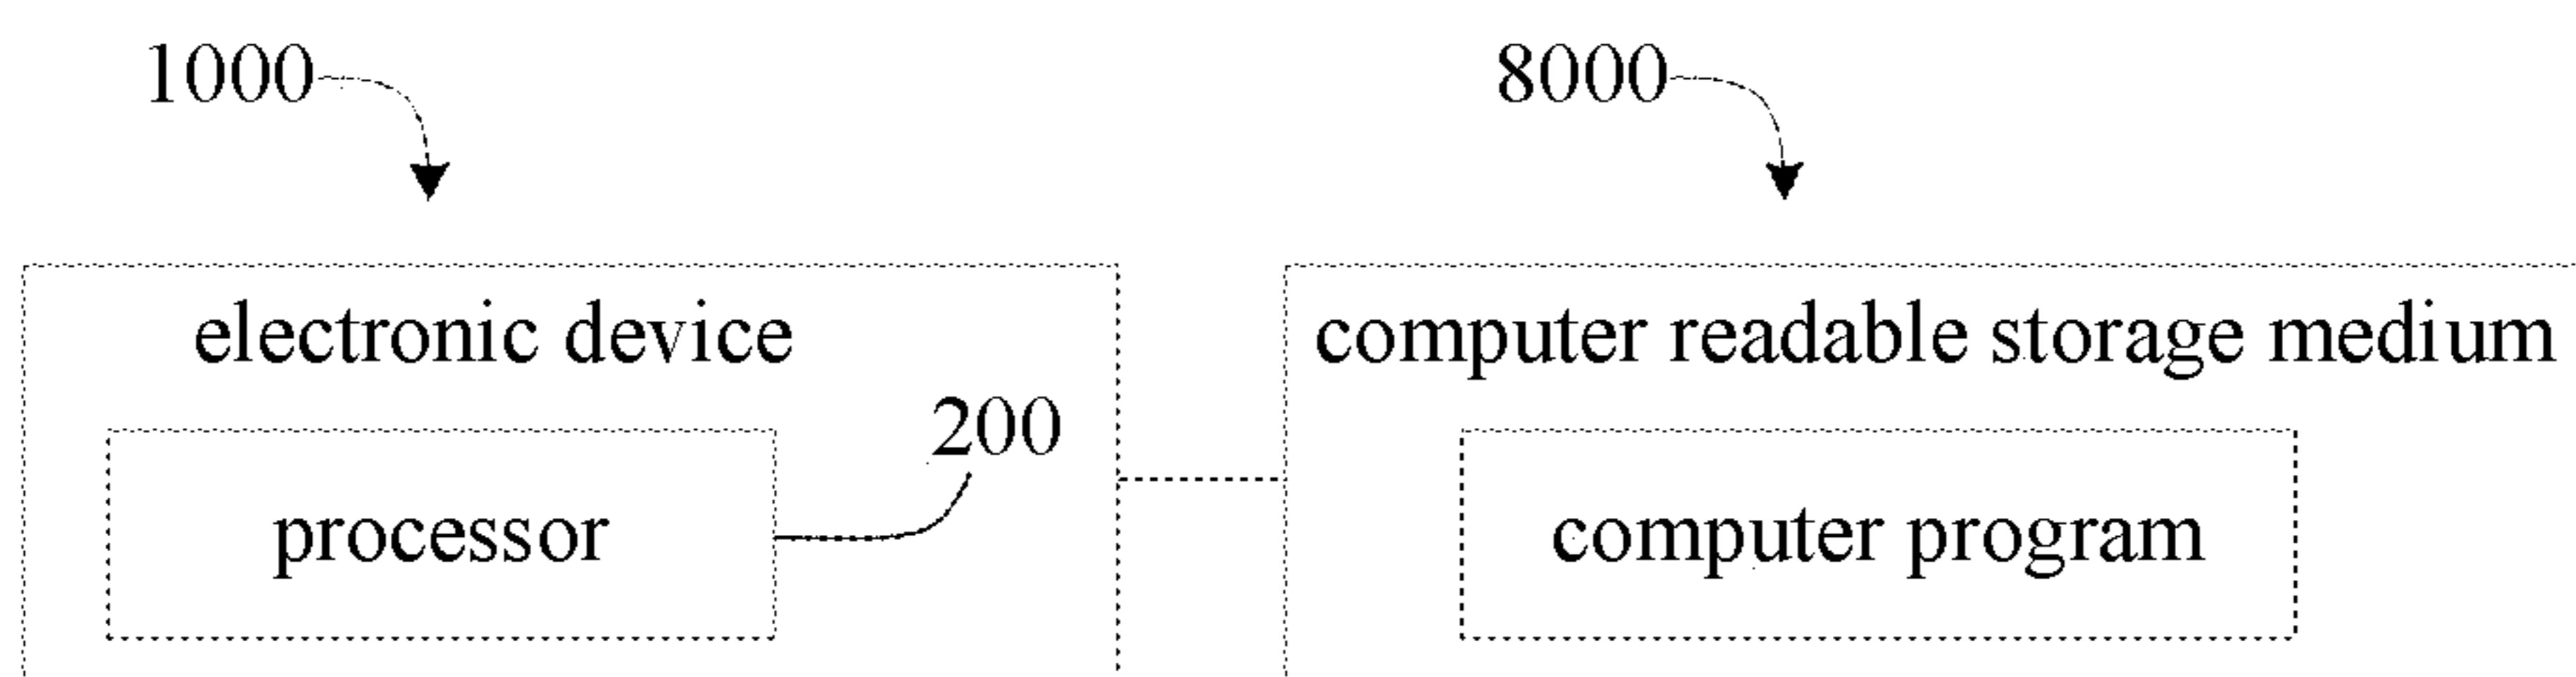 1000 8000
electronic device computer readable storage medium
200
processor computer program